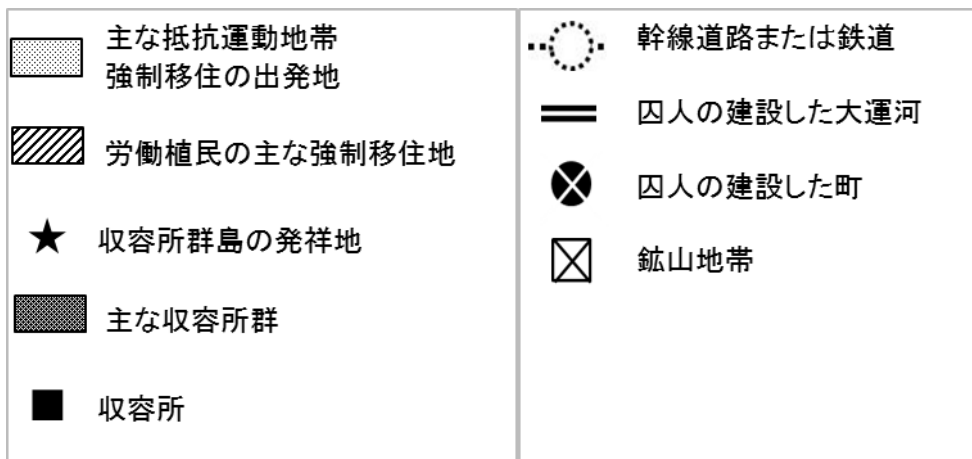 主な抵抗運動地帯
強制移住の出発地
労働植民の主な強制移住地
収容所群島の発祥地
主な収容所群
収容所
幹線道路または鉄道
囚人の建設した大運河
囚人の建設した町
鉱山地帯